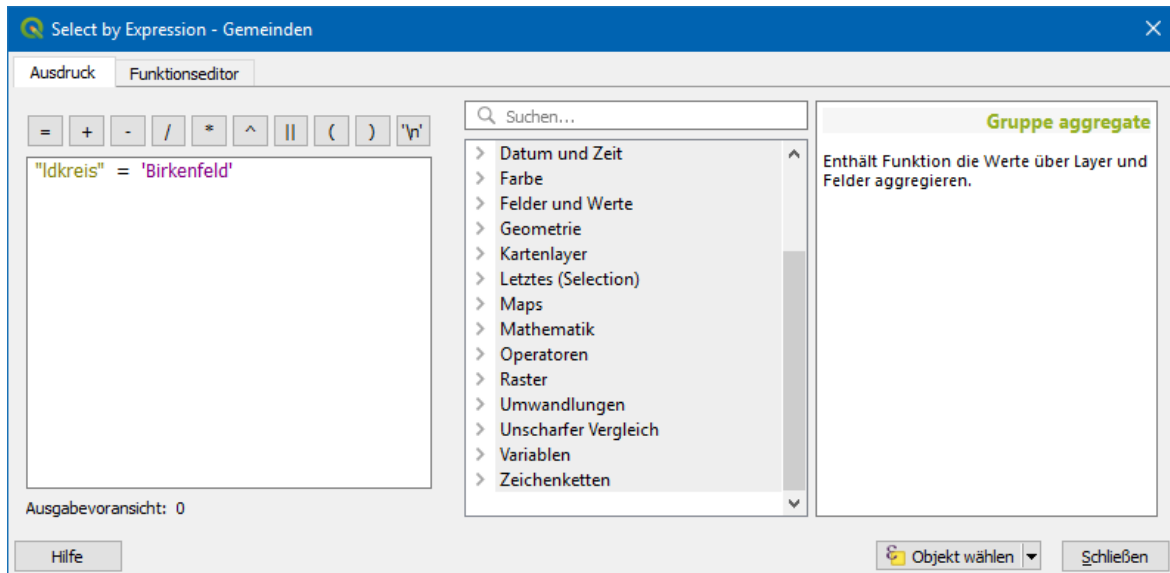 Select by Expression - Gemeinden
Ausdruck
Funktionseditor
= + - / * ^ || ( ) '\n'
"ldkreis" = 'Birkenfeld'
Ausgabevoransicht: 0
Suchen...
Datum und Zeit
Farbe
Felder und Werte
Geometrie
Kartenlayer
Letztes (Selection)
Maps
Mathematik
Operatoren
Raster
Umwandlungen
Unscharfer Vergleich
Variablen
Zeichenketten
Gruppe aggregate
Enthält Funktion die Werte über Layer und
Felder aggregieren.
Hilfe
ε Objekt wählen
Schließen